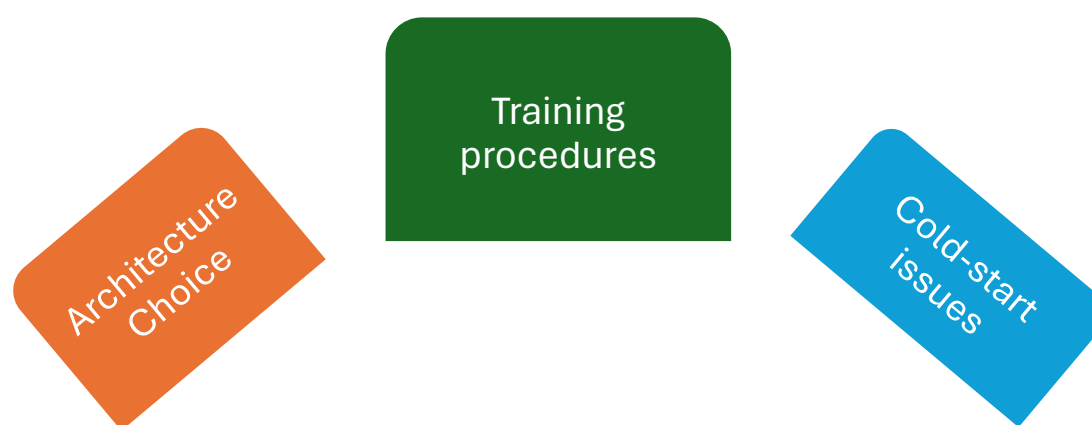 Architecture
Choice
Training
procedures
Cold-start
issues